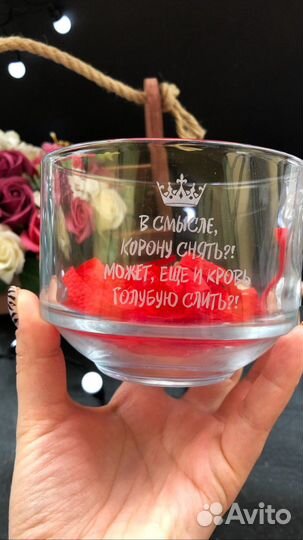 В СМЫСЛЕ,
КОРОНУ СНЯТЬ?!
МОЖЕТ, ЕЩЕ И КРОВЬ
ГОЛУБУЮ СЛИТЬ?!
Avito